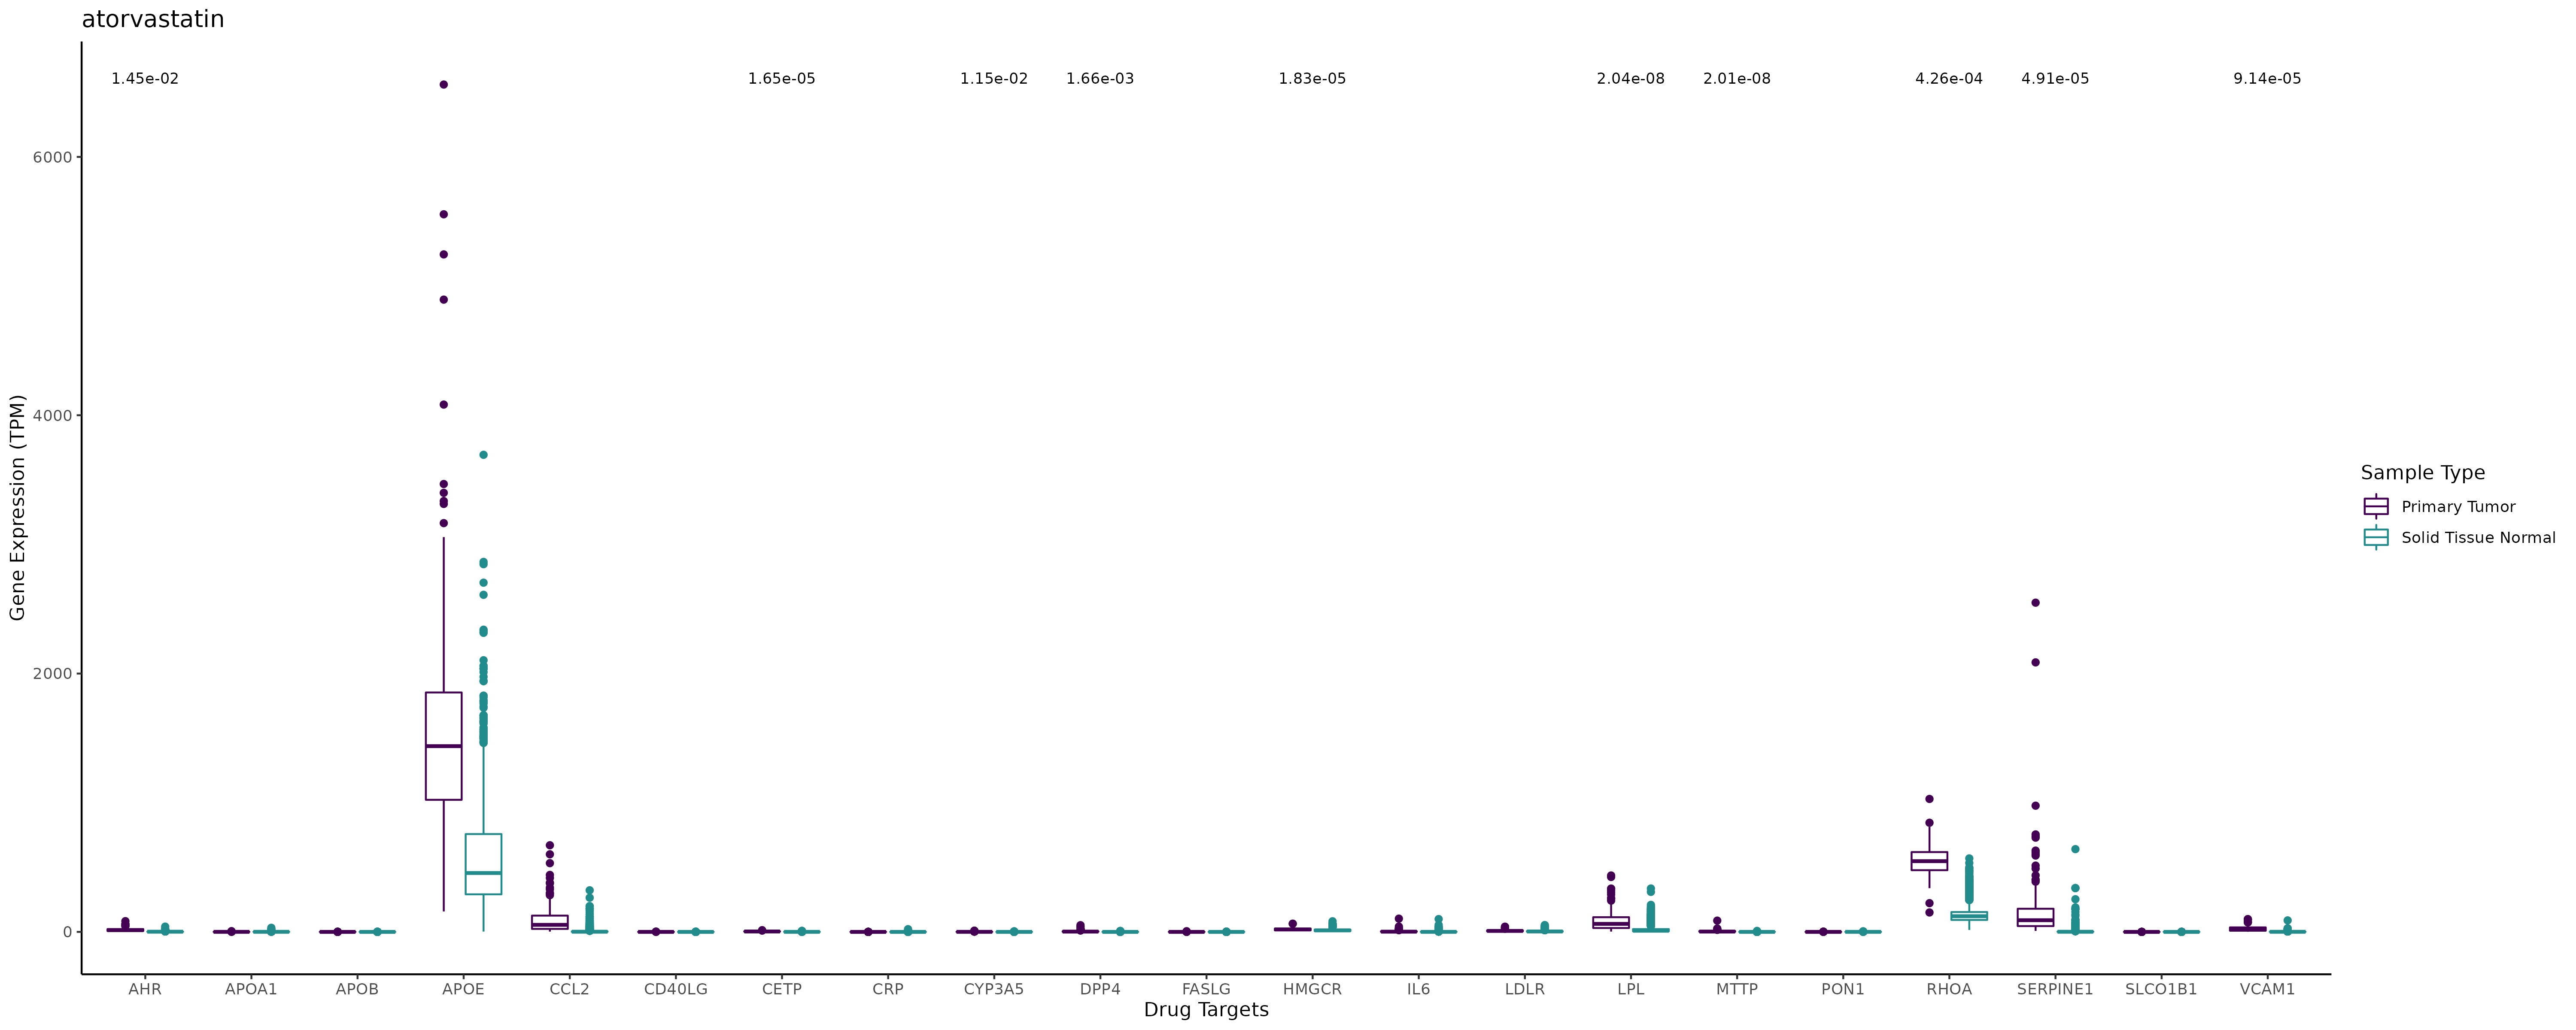 atorvastatin
1.45e-02 1.65e-05 1.15e-02 1.66e-03 1.83e-05 2.04e-08 2.01e-08 4.26e-04 4.91e-05 9.14e-05
Gene Expression (TPM)
6000
4000
2000
0
Sample Type
Primary Tumor
Solid Tissue Normal
AHR APOA1 APOB APOE CCL2 CD40LG CETP CRP CYP3A5 DPP4 FASLG HMGCR IL6 LDLR LPL MTTP PON1 RHOA SERPINE1 SLCO1B1 VCAM1
Drug Targets